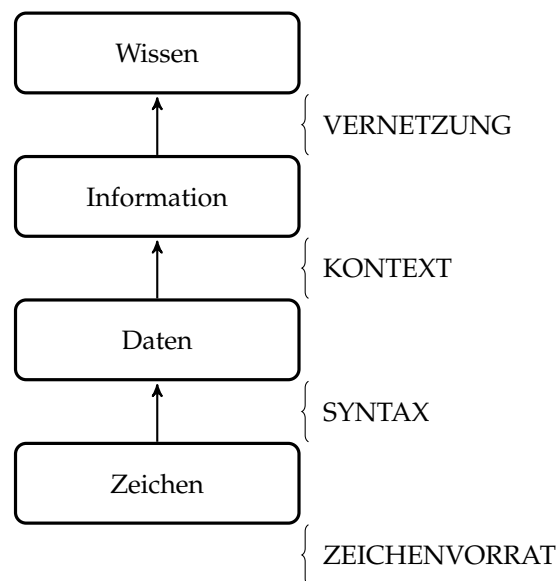 Wissen
VERNETZUNG
Information
KONTEXT
Daten
SYNTAX
Zeichen
ZEICHENVORRAT